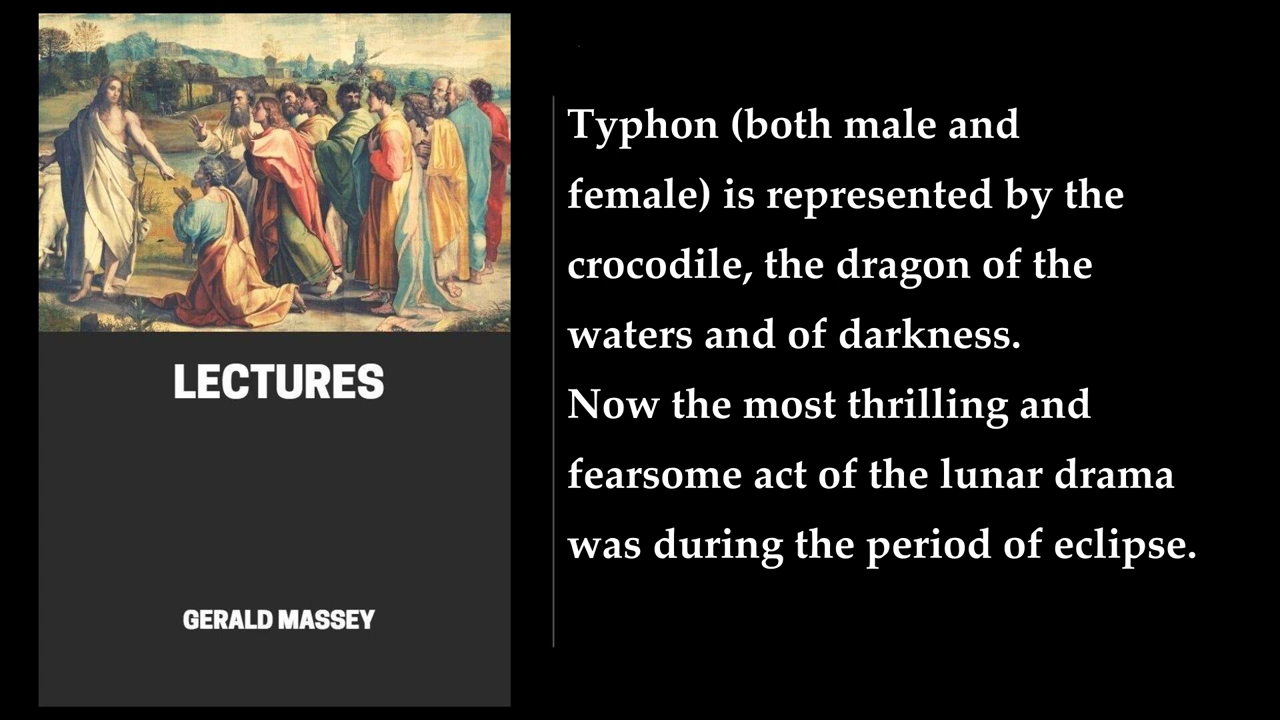 LECTURES
GERALD MASSEY
Typhon (both male and
female) is represented by the
crocodile, the dragon of the
waters and of darkness.
Now the most thrilling and
fearsome act of the lunar drama
was during the period of eclipse.